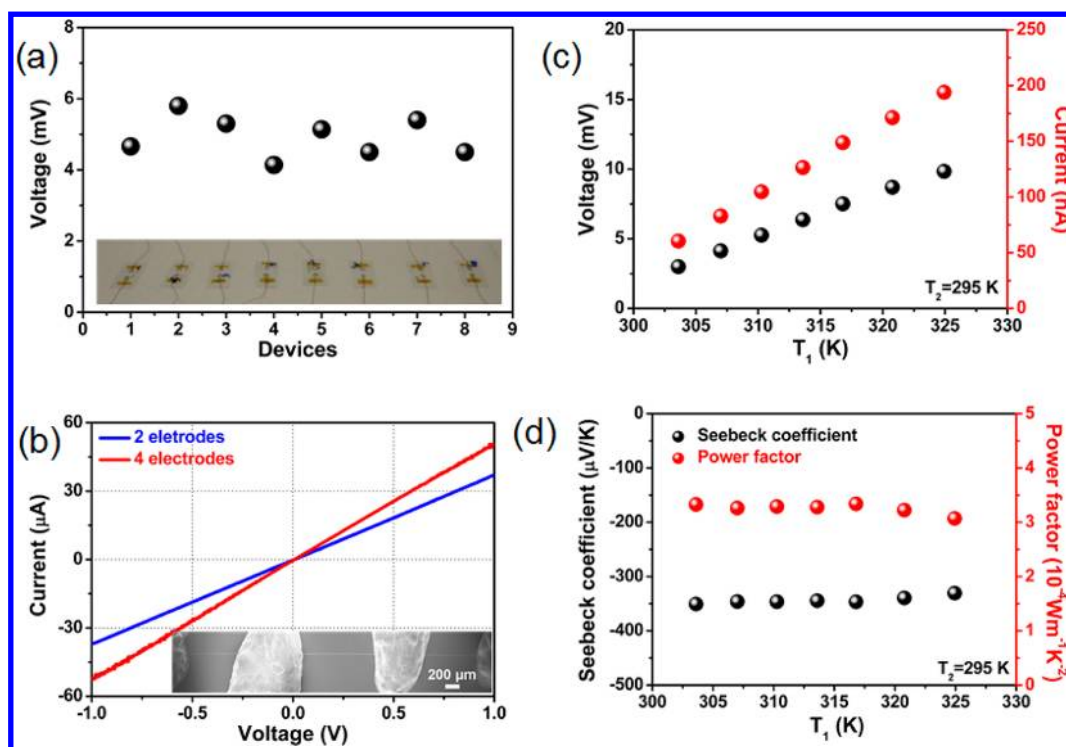 (a)
8
6
4
2
0
Voltage (mV)
0 1 2 3 4 5 6 7 8 9
Devices
(c)
20
15
10
5
0
Voltage (mV)
250
200
150
100
50
0
Current (nA)
T2=295 K
300 305 310 315 320 325 330
T1 (K)
(b)
60
30
0
-30
-60
Current (μA)
2 eletrodes
4 electrodes
200 μm
-1.0 -0.5 0.0 0.5 1.0
Voltage (V)
(d)
0
-100
-200
-300
-400
-500
Seebeck coefficient (μV/K)
Seebeck coefficient
Power factor
5
4
3
2
1
0
Power factor (10-4Wm-1K-2)
T2=295 K
300 305 310 315 320 325 330
T1 (K)